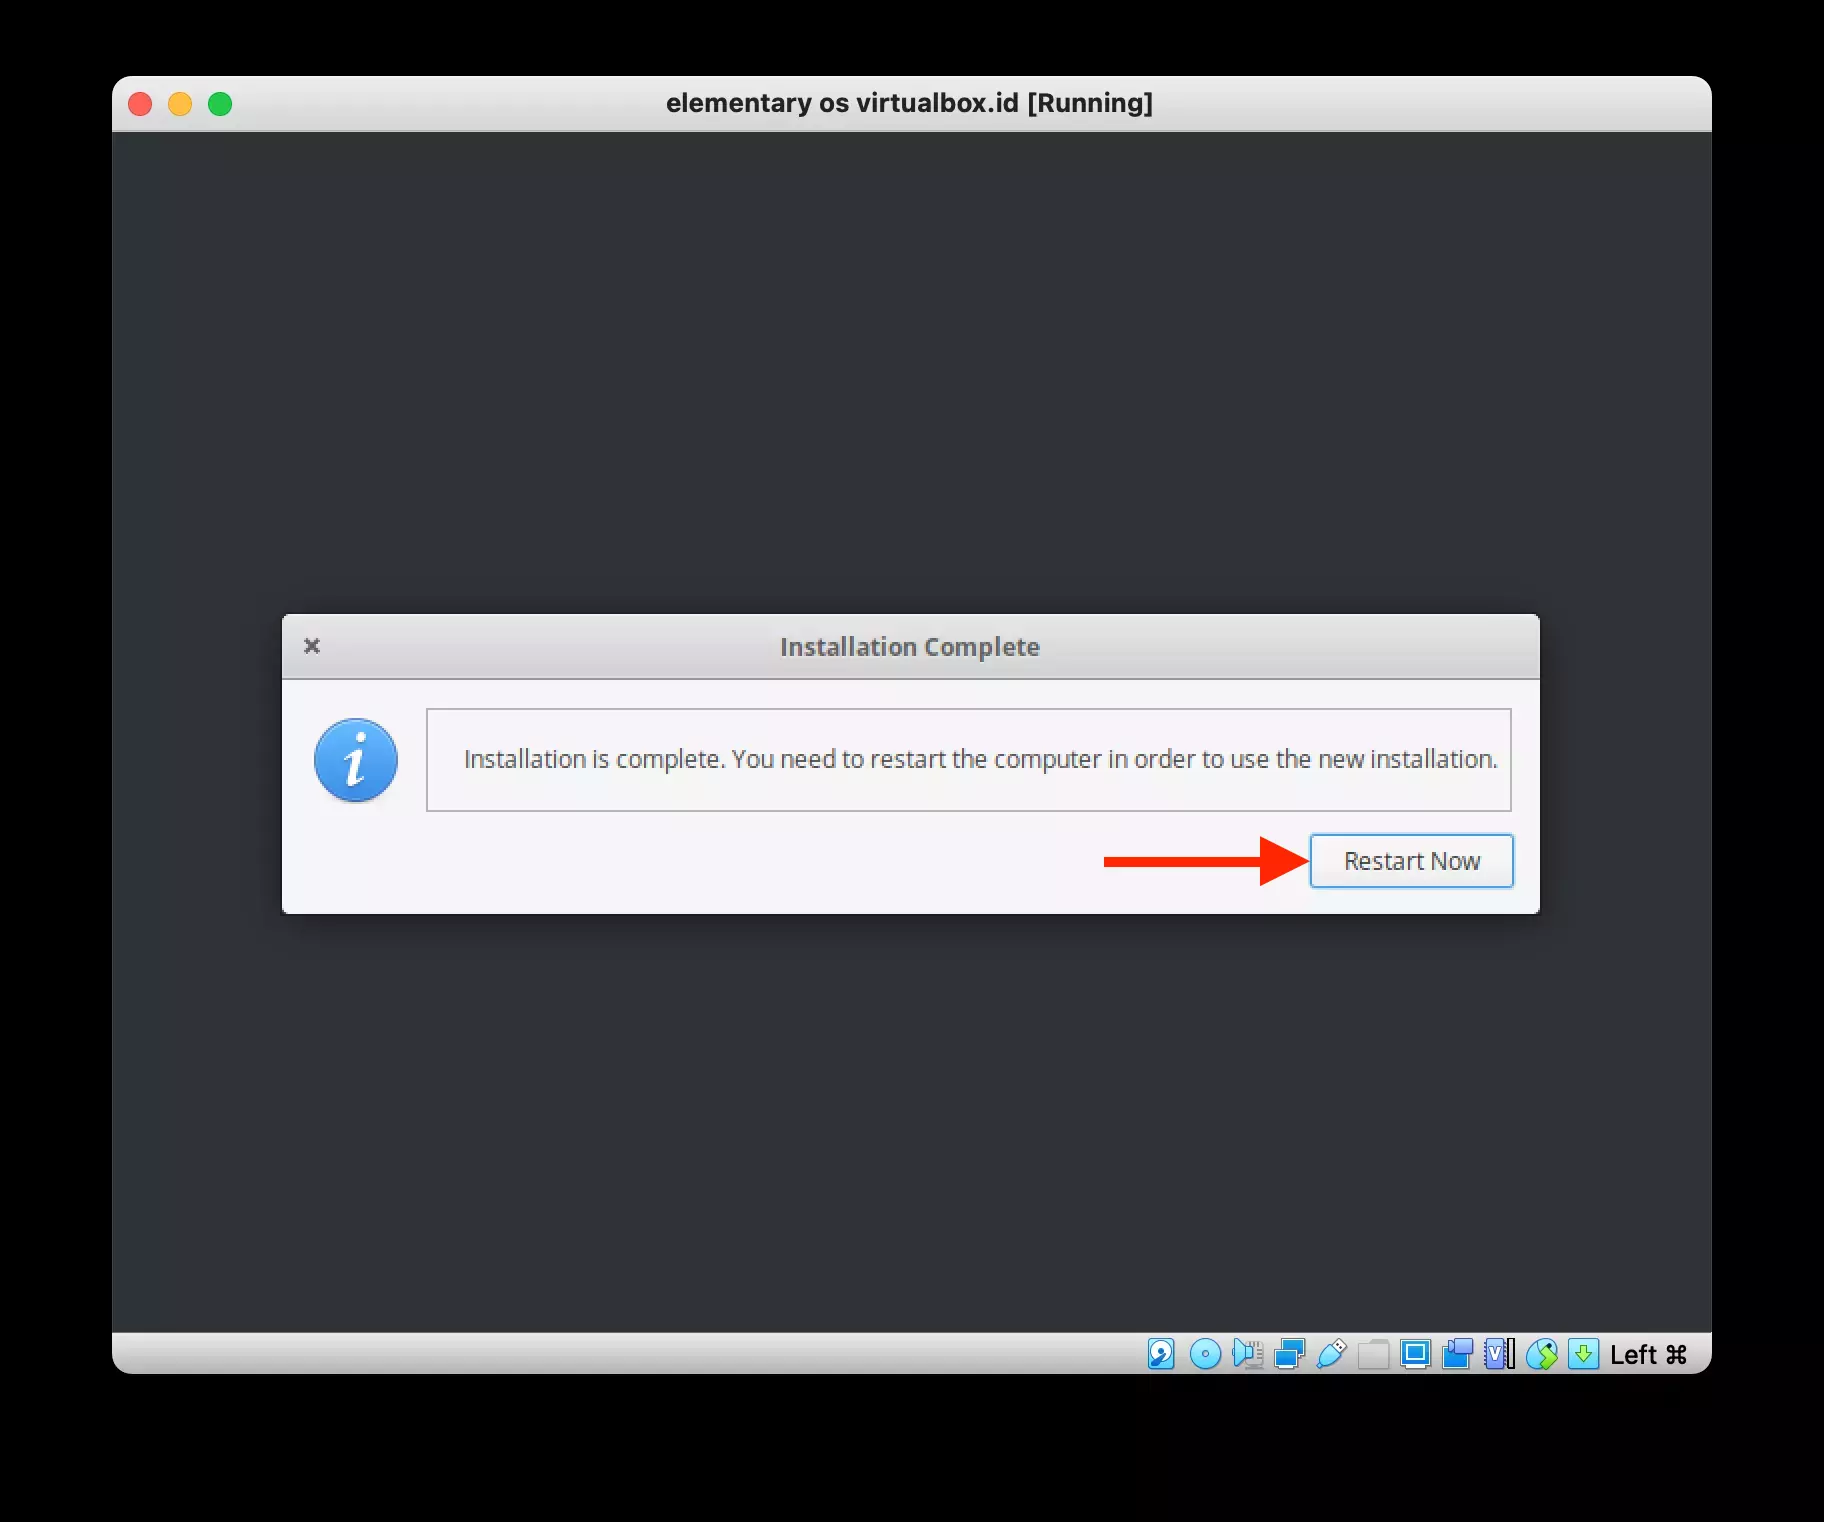 elementary os virtualbox.id [Running]
Installation Complete
Installation is complete. You need to restart the computer in order to use the new installation.
Restart Now
Left ⌘